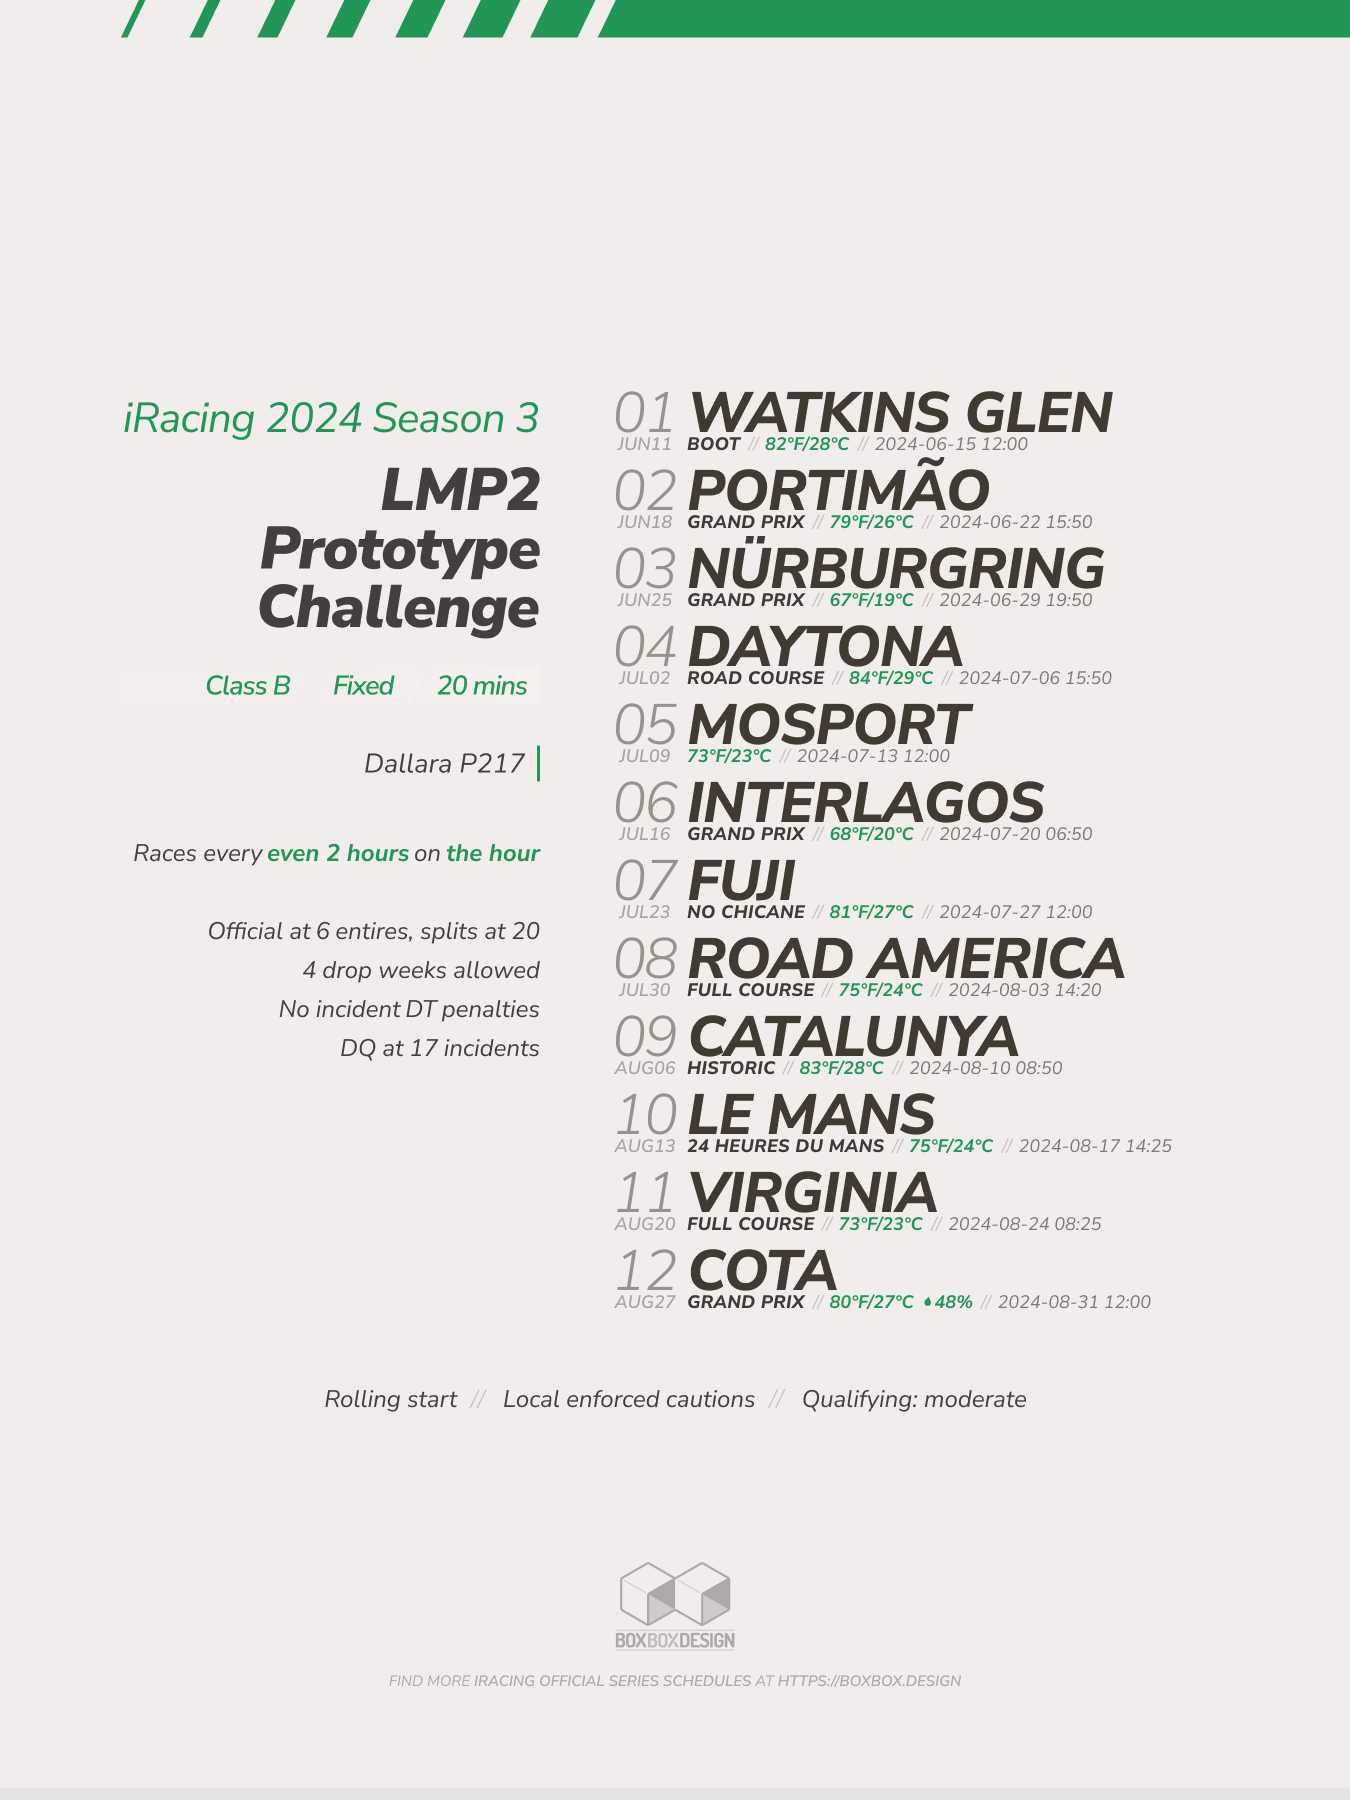 iRacing 2024 Season 3
LMP2
Prototype
Challenge
Class B // Fixed // 20 mins
Dallara P217
Races every even 2 hours on the hour
Official at 6 entires, splits at 20
4 drop weeks allowed
No incident DT penalties
DQ at 17 incidents
01 WATKINS GLEN
JUN11 BOOT // 82°F/28°C // 2024-06-15 12:00
02 PORTIMÃO
JUN18 GRAND PRIX // 79°F/26°C // 2024-06-22 15:50
03 NÜRBURGRING
JUN25 GRAND PRIX // 67°F/19°C // 2024-06-29 19:50
04 DAYTONA
JUL02 ROAD COURSE // 84°F/29°C // 2024-07-06 15:50
05 MOSPORT
JUL09 73°F/23°C // 2024-07-13 12:00
06 INTERLAGOS
JUL16 GRAND PRIX // 68°F/20°C // 2024-07-20 06:50
07 FUJI
JUL23 NO CHICANE // 81°F/27°C // 2024-07-27 12:00
08 ROAD AMERICA
JUL30 FULL COURSE // 75°F/24°C // 2024-08-03 14:20
09 CATALUNYA
AUG06 HISTORIC // 83°F/28°C // 2024-08-10 08:50
10 LE MANS
AUG13 24 HEURES DU MANS // 75°F/24°C // 2024-08-17 14:25
11 VIRGINIA
AUG20 FULL COURSE // 73°F/23°C // 2024-08-24 08:25
12 COTA
AUG27 GRAND PRIX // 80°F/27°C 48% // 2024-08-31 12:00
Rolling start // Local enforced cautions // Qualifying: moderate
BOXBOXDESIGN
FIND MORE IRACING OFFICIAL SERIES SCHEDULES AT HTTPS://BOXBOX.DESIGN